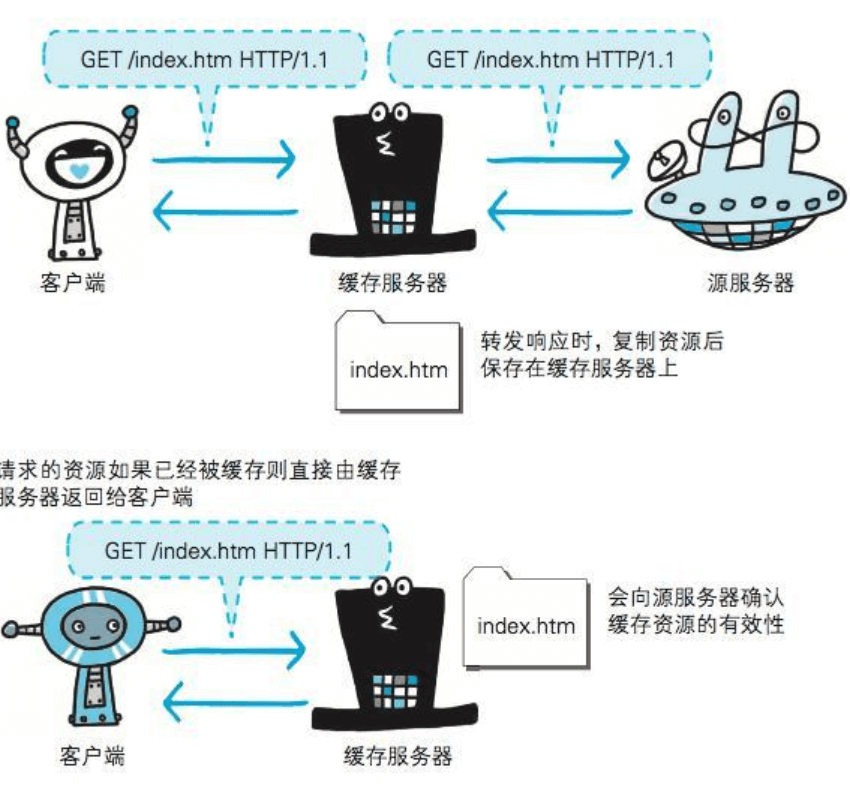 GET /index.htm HTTP/1.1
GET /index.htm HTTP/1.1
客户端
缓存服务器
源服务器
index.htm
转发响应时，复制资源后
保存在缓存服务器上
请求的资源如果已经被缓存则直接由缓存
服务器返回给客户端
GET /index.htm HTTP/1.1
index.htm
会向源服务器确认
缓存资源的有效性
客户端
缓存服务器